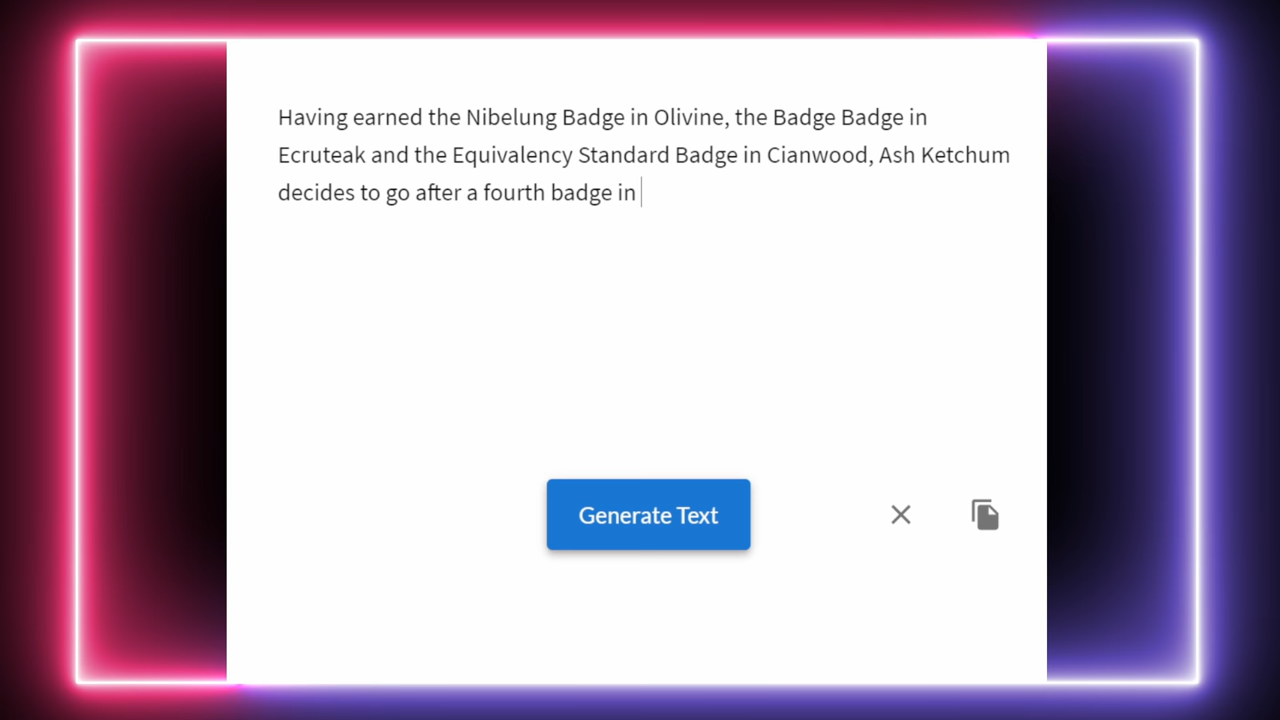 Having earned the Nibelung Badge in Olivine, the Badge Badge in
Ecruteak and the Equivalency Standard Badge in Cianwood, Ash Ketchum
decides to go after a fourth badge in
Generate Text